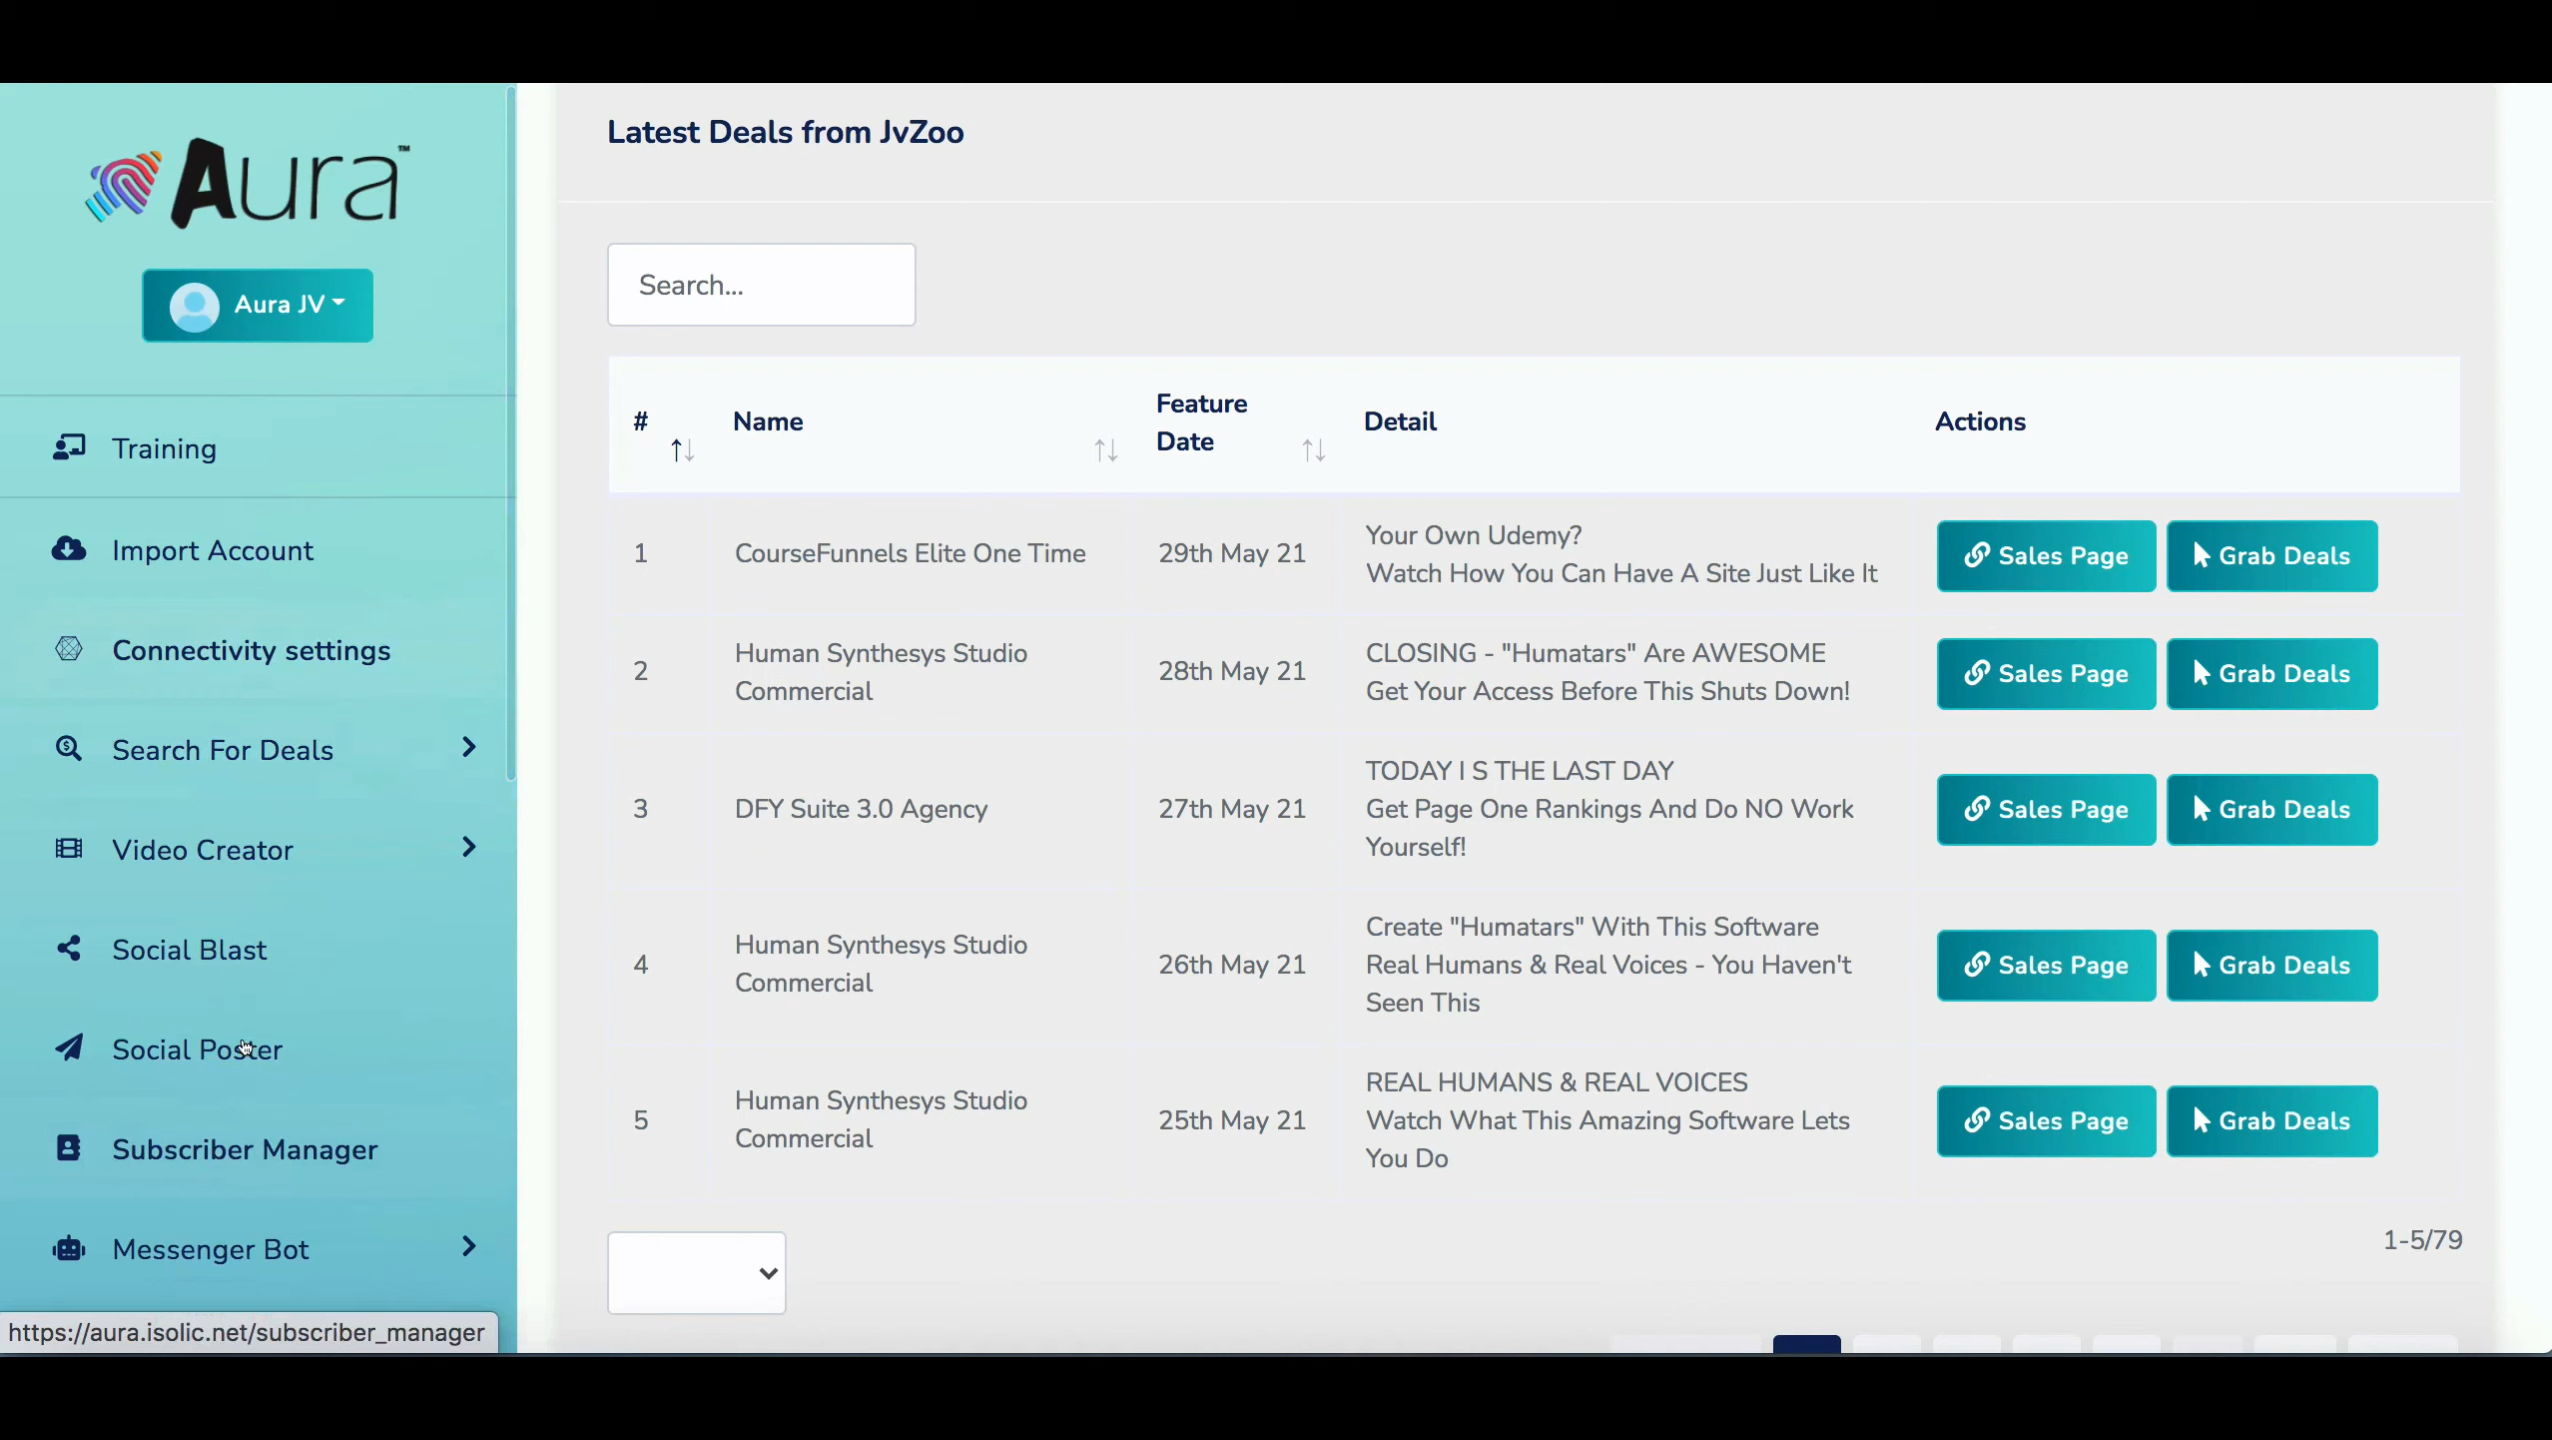 Aura™
Aura JV
Training
Import Account
Connectivity settings
Search For Deals
Video Creator
Social Blast
Social Poster
Subscriber Manager
Messenger Bot
https://aura.isolic.net/subscriber_manager
Latest Deals from JvZoo
Search...
# Name Feature Date Detail Actions
1 CourseFunnels Elite One Time 29th May 21 Your Own Udemy?
Watch How You Can Have A Site Just Like It
Sales Page Grab Deals
2 Human Synthesys Studio
Commercial
28th May 21
CLOSING - "Humatars" Are AWESOME
Get Your Access Before This Shuts Down!
Sales Page Grab Deals
3 DFY Suite 3.0 Agency 27th May 21
TODAY I S THE LAST DAY
Get Page One Rankings And Do NO Work
Yourself!
Sales Page Grab Deals
4 Human Synthesys Studio
Commercial
26th May 21
Create "Humatars" With This Software
Real Humans & Real Voices - You Haven't
Seen This
Sales Page Grab Deals
5 Human Synthesys Studio
Commercial
25th May 21
REAL HUMANS & REAL VOICES
Watch What This Amazing Software Lets
You Do
Sales Page Grab Deals
1-5/79